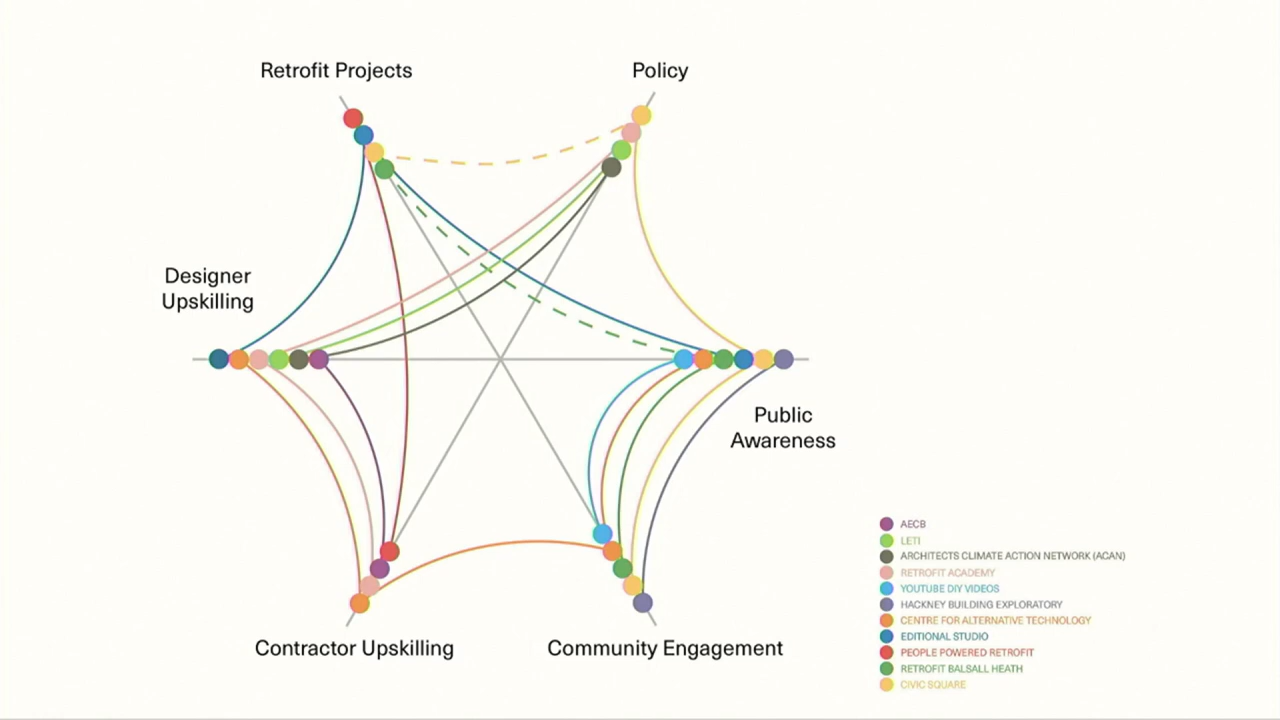 Retrofit Projects
Policy
Designer
Upskilling
Public
Awareness
Contractor Upskilling
Community Engagement
AECB
LETI
ARCHITECTS CLIMATE ACTION NETWORK (ACAN)
RETROFIT ACADEMY
YOUTUBE DIY VIDEOS
HACKNEY BUILDING EXPLORATORY
CENTRE FOR ALTERNATIVE TECHNOLOGY
EDITIONAL STUDIO
PEOPLE POWERED RETROFIT
RETROFIT BALSALL HEATH
CIVIC SQUARE